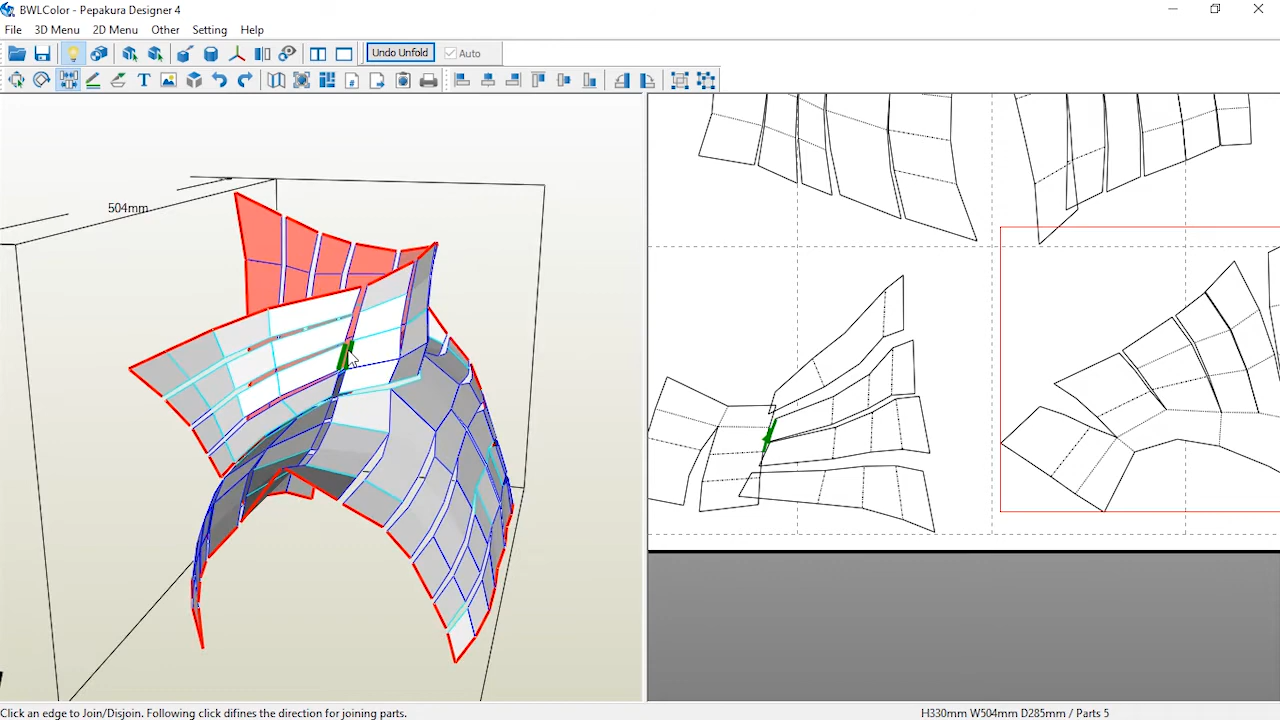 BWLColor - Pepakura Designer 4
File 3D Menu 2D Menu Other Setting Help
Undo Unfold Auto
504mm
Click an edge to Join/Disjoin. Following click difines the direction for joining parts.
H330mm W504mm D285mm / Parts 5